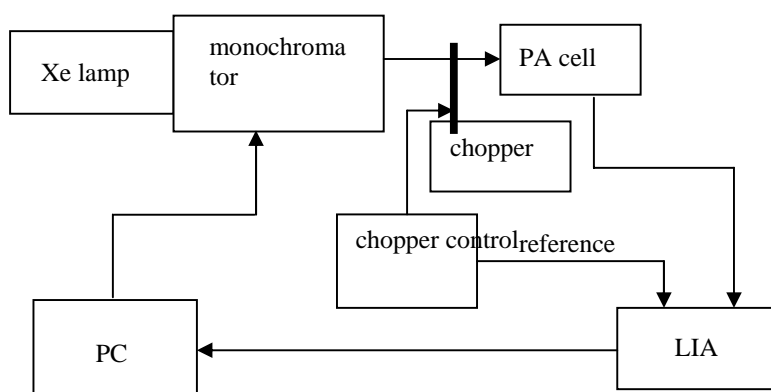 Xe lamp
monochroma
tor
PA cell
chopper
chopper control
reference
PC
LIA